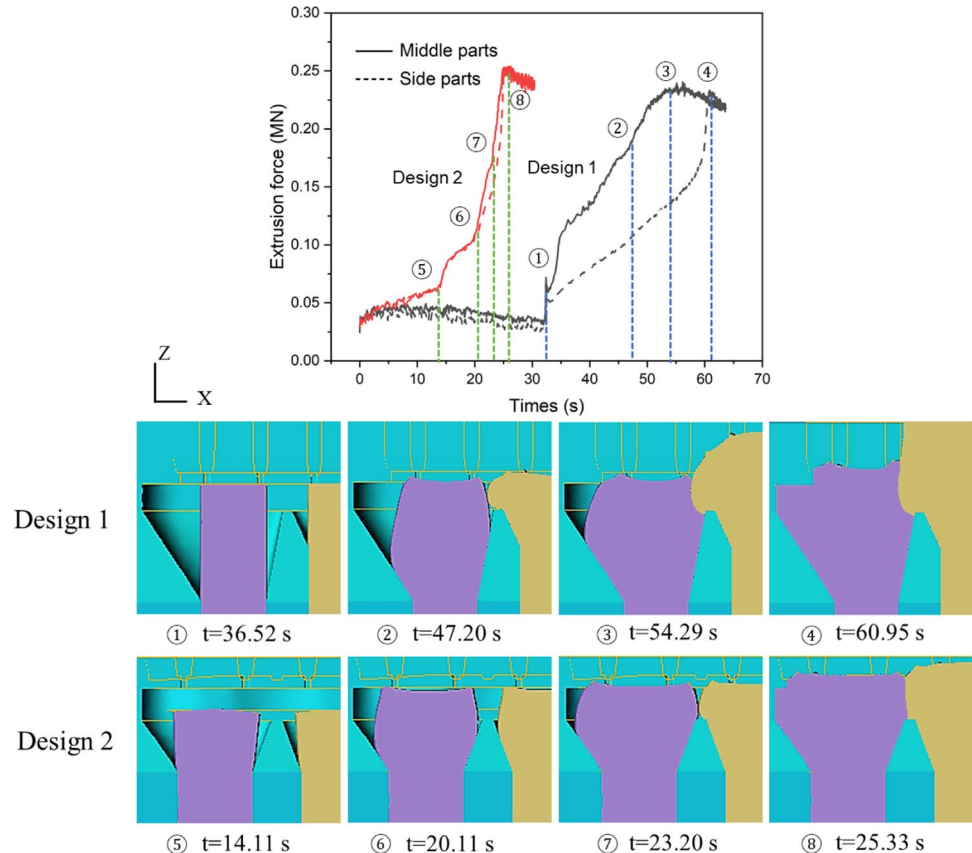 Extrusion force (MN)
0.30
0.25
0.20
0.15
0.10
0.05
0.00
Middle parts
Side parts
Design 2
Design 1
①
②
③
④
⑤
⑥
⑦
⑧
0 10 20 30 40 50 60 70
Times (s)
Z
X
Design 1
① t=36.52 s ② t=47.20 s ③ t=54.29 s ④ t=60.95 s
Design 2
⑤ t=14.11 s ⑥ t=20.11 s ⑦ t=23.20 s ⑧ t=25.33 s